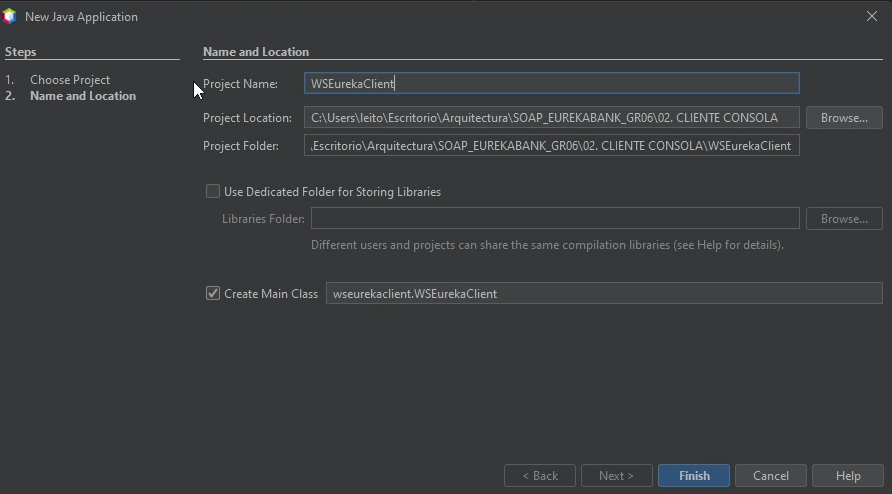 New Java Application
Steps
1. Choose Project
2. Name and Location
Name and Location
Project Name: WSEurekaClient
Project Location: C:\Users\leito\Escritorio\Arquitectura\SOAP_EUREKABANK_GR06\02. CLIENTE CONSOLA Browse...
Project Folder: .Escritorio\Arquitectura\SOAP_EUREKABANK_GR06\02. CLIENTE CONSOLA\WSEurekaClient
Use Dedicated Folder for Storing Libraries
Libraries Folder: Browse...
Different users and projects can share the same compilation libraries (see Help for details).
Create Main Class wseurekaclient.WSEurekaClient
< Back Next > Finish Cancel Help